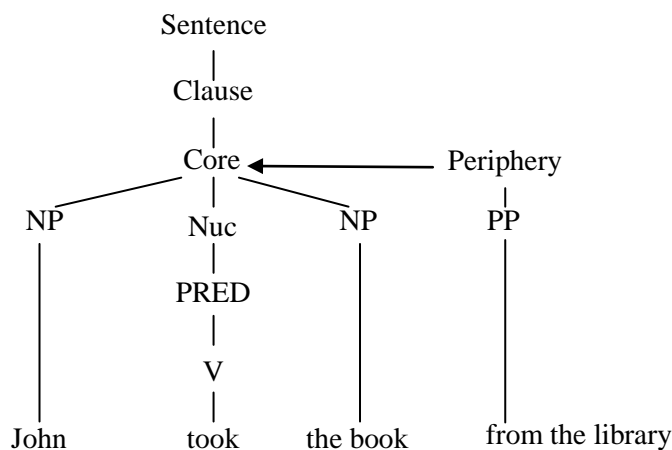 Sentence
Clause
Core Periphery
NP Nuc NP PP
PRED
V
John took the book from the library